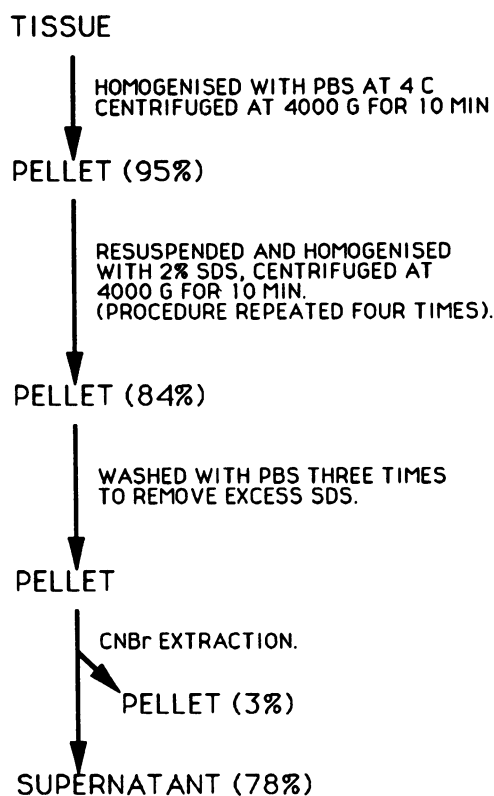 TISSUE
HOMOGENISED WITH PBS AT 4 C
CENTRIFUGED AT 4000 G FOR 10 MIN
PELLET (95%)
RESUSPENDED AND HOMOGENISED
WITH 2% SDS, CENTRIFUGED AT
4000 G FOR 10 MIN.
(PROCEDURE REPEATED FOUR TIMES).
PELLET (84%)
WASHED WITH PBS THREE TIMES
TO REMOVE EXCESS SDS.
PELLET
CNBr EXTRACTION.
PELLET (3%)
SUPERNATANT (78%)